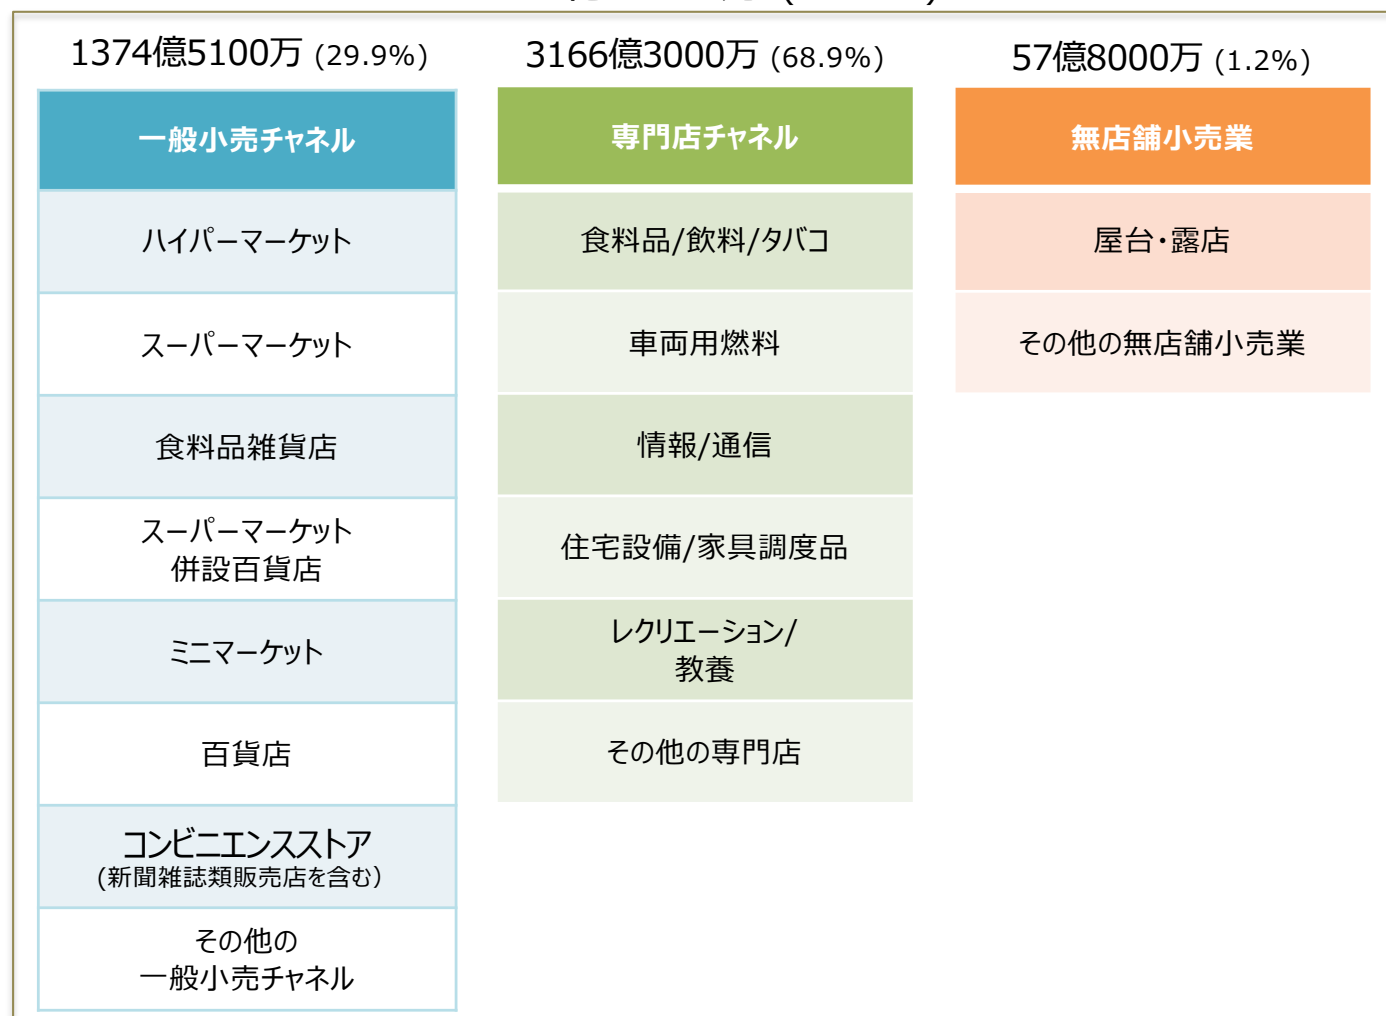 1374億5100万 (29.9%)
一般小売チャネル
ハイパーマーケット
スーパーマーケット
食料品雑貨店
スーパーマーケット
併設百貨店
ミニマーケット
百貨店
コンビニエンスストア
(新聞雑誌類販売店を含む)
その他の
一般小売チャネル
3166億3000万 (68.9%)
専門店チャネル
食料品/飲料/タバコ
車両用燃料
情報/通信
住宅設備/家具調度品
レクリエーション/
教養
その他の専門店
57億8000万 (1.2%)
無店舗小売業
屋台・露店
その他の無店舗小売業